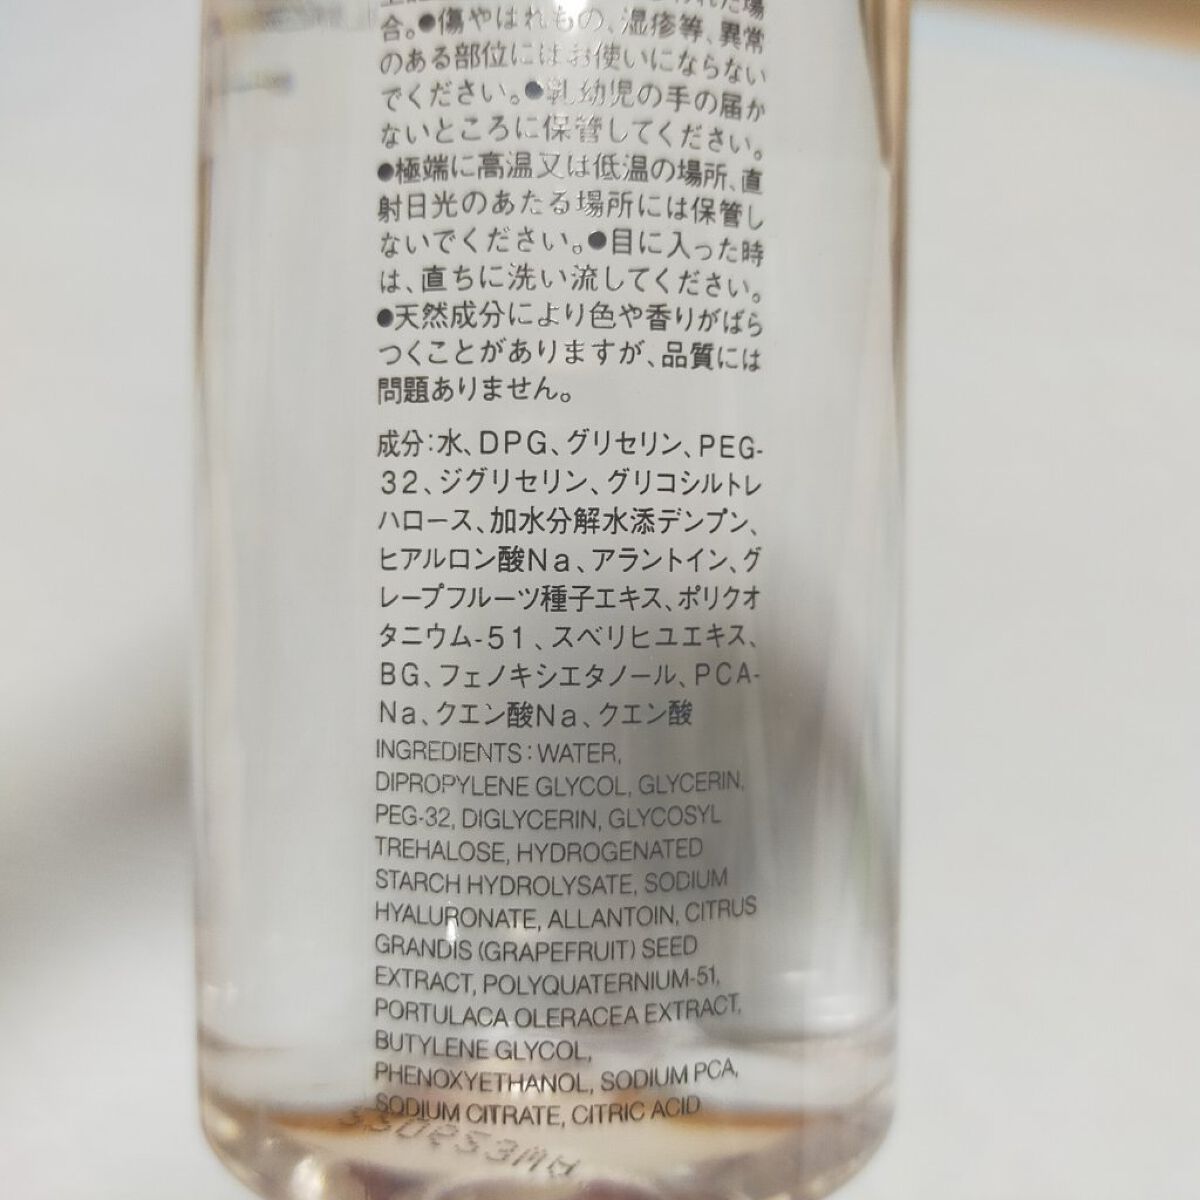 場
合。●傷やはれもの、湿疹等、異常
のある部位にはお使いにならない
でください。●乳幼児の手の届か
ないところに保管してください。
●極端に高温又は低温の場所、直
射日光のあたる場所には保管し
ないでください。●目に入った時
は、直ちに洗い流してください。
●天然成分により色や香りがばら
つくことがありますが、品質には
問題ありません。
成分:水、DPG、グリセリン、PEG-
32、ジグリセリン、グリコシルトレ
ハロース、加水分解水添デンプン、
ヒアルロン酸Na、アラントイン、グ
レープフルーツ種子エキス、ポリクオ
タニウム-51、スベリヒユエキス、
BG、フェノキシエタノール、PCA-
Na、クエン酸Na、クエン酸
INGREDIENTS : WATER,
DIPROPYLENE GLYCOL, GLYCERIN,
PEG-32, DIGLYCERIN, GLYCOSYL
TREHALOSE, HYDROGENATED
STARCH HYDROLYSATE, SODIUM
HYALURONATE, ALLANTOIN, CITRUS
GRANDIS (GRAPEFRUIT) SEED
EXTRACT, POLYQUATERNIUM-51,
PORTULACA OLERACEA EXTRACT,
BUTYLENE GLYCOL,
PHENOXYETHANOL, SODIUM PCA,
SODIUM CITRATE, CITRIC ACID